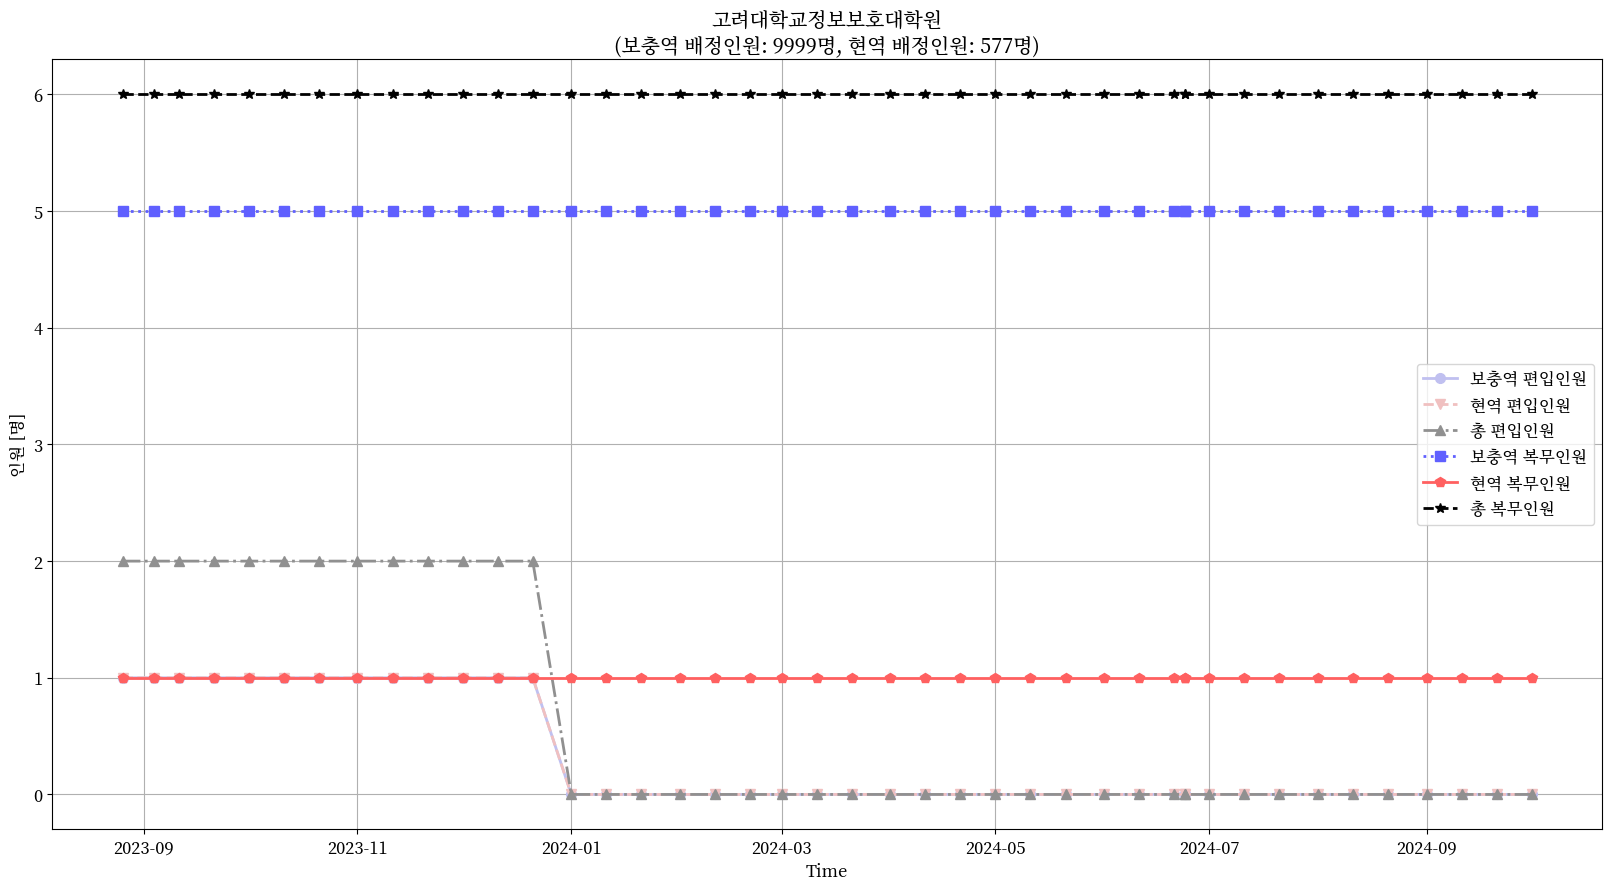 고려대학교정보보호대학원
(보충역 배정인원: 9999명, 현역 배정인원: 577명)
6
5
4
3
2
1
0
인원 [명]
보충역 편입인원
현역 편입인원
총 편입인원
보충역 복무인원
현역 복무인원
총 복무인원
2023-09 2023-11 2024-01 2024-03 2024-05 2024-07 2024-09
Time